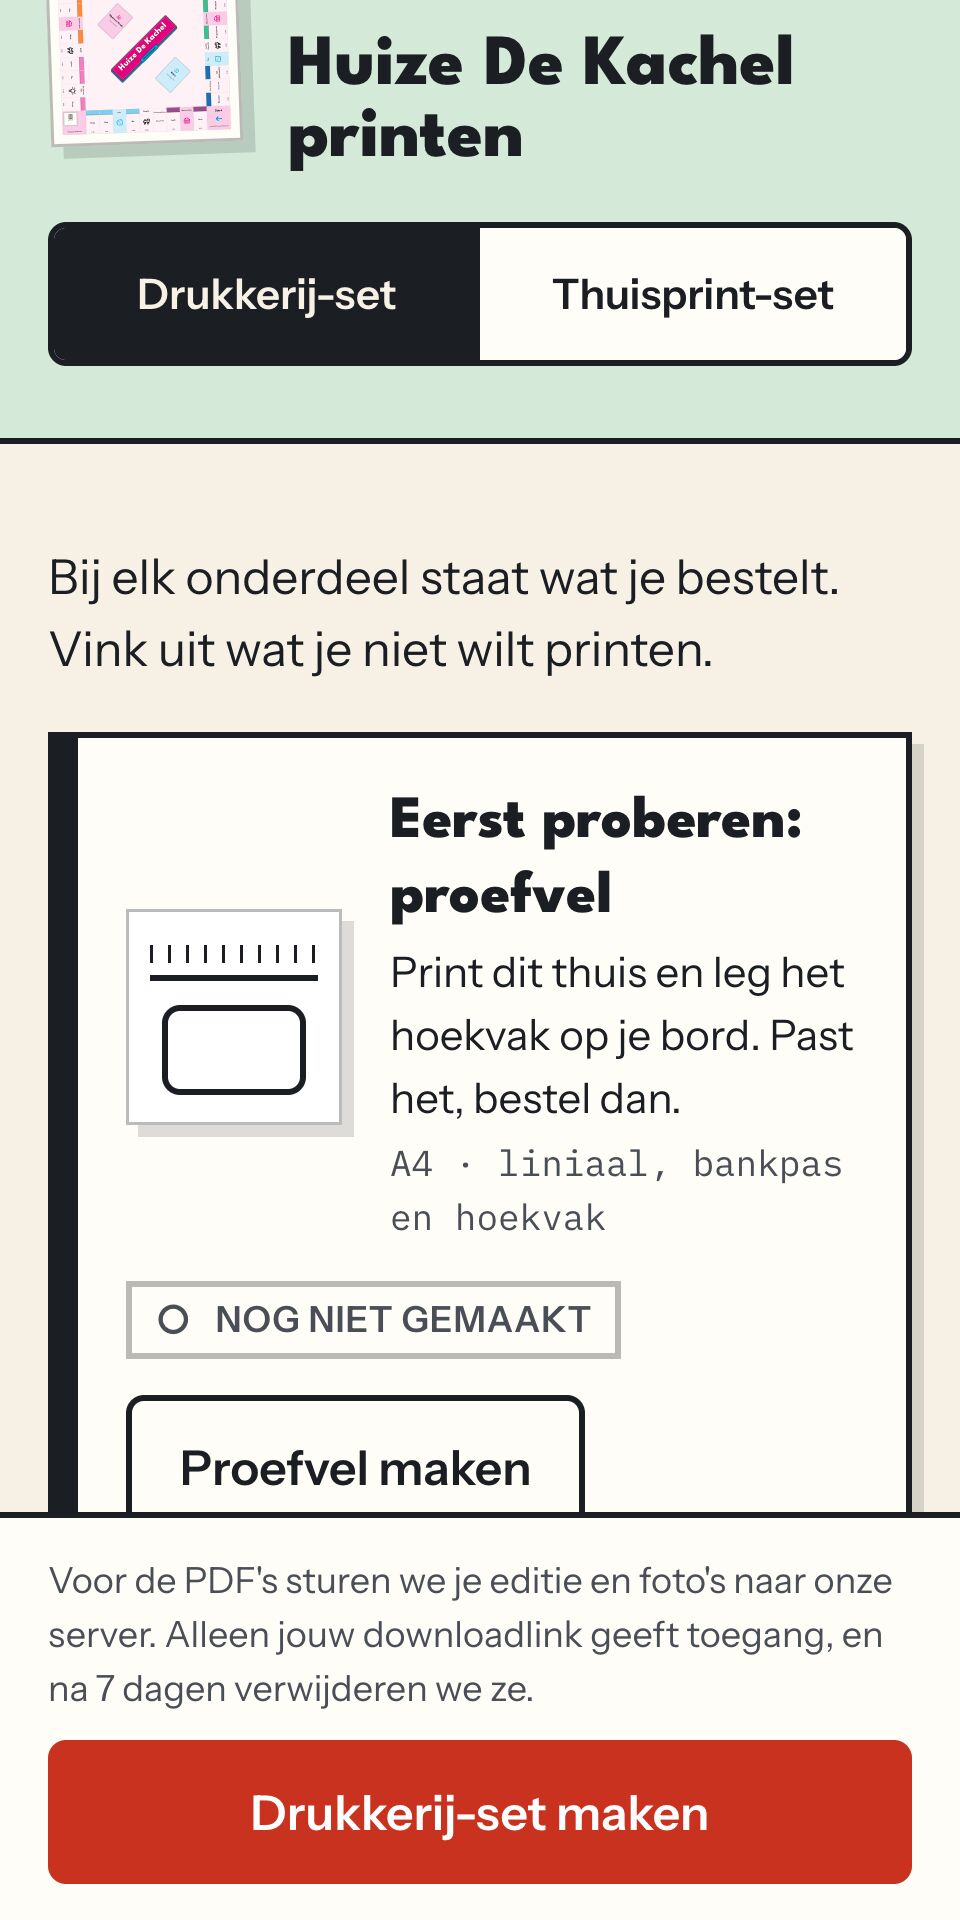 Huize De Kachel
Huize De Kachel
printen
Drukkerij-set
Thuisprint-set
Bij elk onderdeel staat wat je bestelt.
Vink uit wat je niet wilt printen.
Eerst proberen:
proefvel
Print dit thuis en leg het
hoekvak op je bord. Past
het, bestel dan.
A4 · liniaal, bankpas
en hoekvak
NOG NIET GEMAAKT
Proefvel maken
Voor de PDF's sturen we je editie en foto's naar onze
server. Alleen jouw downloadlink geeft toegang, en
na 7 dagen verwijderen we ze.
Drukkerij-set maken